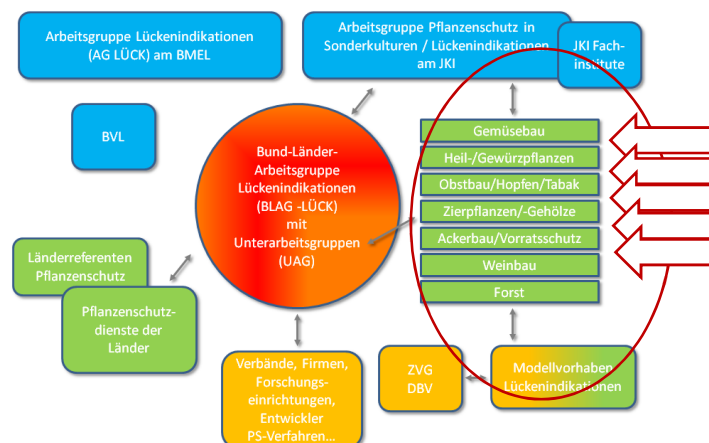 Arbeitsgruppe Lückenindikationen
(AG LÜCK) am BMEL
Arbeitsgruppe Pflanzenschutz in
Sonderkulturen / Lückenindikationen
am JKI
JKI Fach-
institute
BVL
Bund-Länder-
Arbeitsgruppe
Lückenindikationen
(BLAG -LÜCK)
mit
Unterarbeitsgruppen
(UAG)
Gemüsebau
Heil-/Gewürzpflanzen
Obstbau/Hopfen/Tabak
Zierpflanzen/-Gehölze
Ackerbau/Vorratsschutz
Weinbau
Forst
Länderreferenten
Pflanzenschutz
Pflanzenschutz-
dienste der
Länder
Verbände, Firmen,
Forschungs-
einrichtungen,
Entwickler
PS-Verfahren...
ZVG
DBV
Modellvorhaben
Lückenindikationen